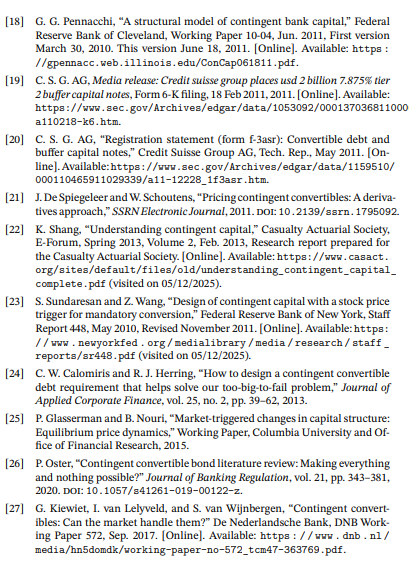 [18] G. G. Pennacchi, “A structural model of contingent bank capital,” Federal
Reserve Bank of Cleveland, Working Paper 10-04, Jun. 2011, First version
March 30, 2010. This version June 18, 2011. [Online]. Available: https :
//gpennacc.web.illinois.edu/ConCap061811.pdf.
[19] C. S. G. AG, Media release: Credit suisse group places usd 2 billion 7.875% tier
2 buffer capital notes, Form 6-K filing, 18 Feb 2011, 2011. [Online]. Available:
https://www.sec.gov/Archives/edgar/data/1053092/000137036811000
a110218-k6.htm.
[20] C. S. G. AG, “Registration statement (form f-3asr): Convertible debt and
buffer capital notes,” Credit Suisse Group AG, Tech. Rep., May 2011. [On-
line]. Available: https://www.sec.gov/Archives/edgar/data/1159510/
000110465911029339/a11-12228_1f3asr.htm.
[21] J. De Spiegeleer and W. Schoutens, “Pricing contingent convertibles: A deriva-
tives approach,” SSRN Electronic Journal, 2011. DOI: 10.2139/ssrn.1795092.
[22] K. Shang, “Understanding contingent capital,” Casualty Actuarial Society,
E-Forum, Spring 2013, Volume 2, Feb. 2013, Research report prepared for
the Casualty Actuarial Society. [Online]. Available: https://www.casact.
org/sites/default/files/old/understanding_contingent_capital_
complete.pdf (visited on 05/12/2025).
[23] S. Sundaresan and Z. Wang, “Design of contingent capital with a stock price
trigger for mandatory conversion,” Federal Reserve Bank of New York, Staff
Report 448, May 2010, Revised November 2011. [Online]. Available: https:
//www.newyorkfed.org/medialibrary/media/research/staff_
reports/sr448.pdf (visited on 05/12/2025).
[24] C. W. Calomiris and R. J. Herring, “How to design a contingent convertible
debt requirement that helps solve our too-big-to-fail problem,” Journal of
Applied Corporate Finance, vol. 25, no. 2, pp. 39–62, 2013.
[25] P. Glasserman and B. Nouri, “Market-triggered changes in capital structure:
Equilibrium price dynamics,” Working Paper, Columbia University and Of-
fice of Financial Research, 2015.
[26] P. Oster, “Contingent convertible bond literature review: Making everything
and nothing possible?” Journal of Banking Regulation, vol. 21, pp. 343–381,
2020. DOI: 10.1057/s41261-019-00122-z.
[27] G. Kiewiet, I. van Lelyveld, and S. van Wijnbergen, “Contingent convert-
ibles: Can the market handle them?” De Nederlandsche Bank, DNB Work-
ing Paper 572, Sep. 2017. [Online]. Available: https://www.dnb.nl/
media/hn5domdk/working-paper-no-572_tcm47-363769.pdf.